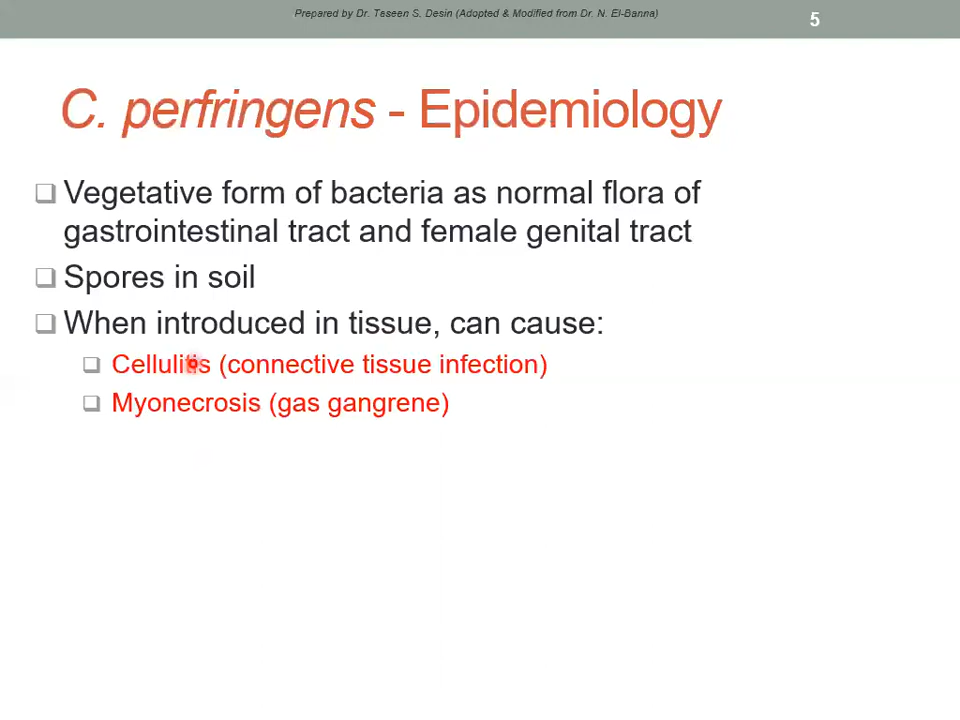 Prepared by Dr. Taseen S. Desin (Adopted & Modified from Dr. N. El-Banna)
5
C. perfringens - Epidemiology
Vegetative form of bacteria as normal flora of
gastrointestinal tract and female genital tract
Spores in soil
When introduced in tissue, can cause:
Cellulitis (connective tissue infection)
Myonecrosis (gas gangrene)